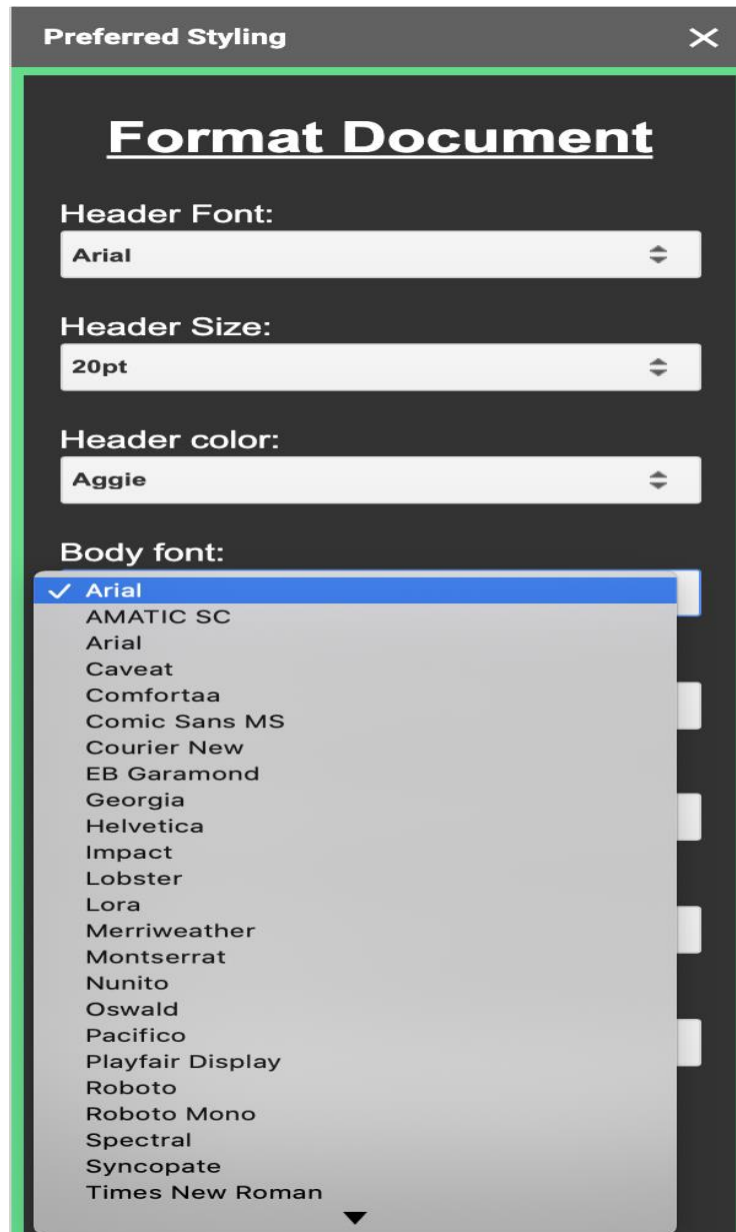 Preferred Styling
Format Document
Header Font:
Arial
Header Size:
20pt
Header color:
Aggie
Body font:
Arial
AMATIC SC
Arial
Caveat
Comfortaa
Comic Sans MS
Courier New
EB Garamond
Georgia
Helvetica
Impact
Lobster
Lora
Merriweather
Montserrat
Nunito
Oswald
Pacifico
Playfair Display
Roboto
Roboto Mono
Spectral
Syncopate
Times New Roman